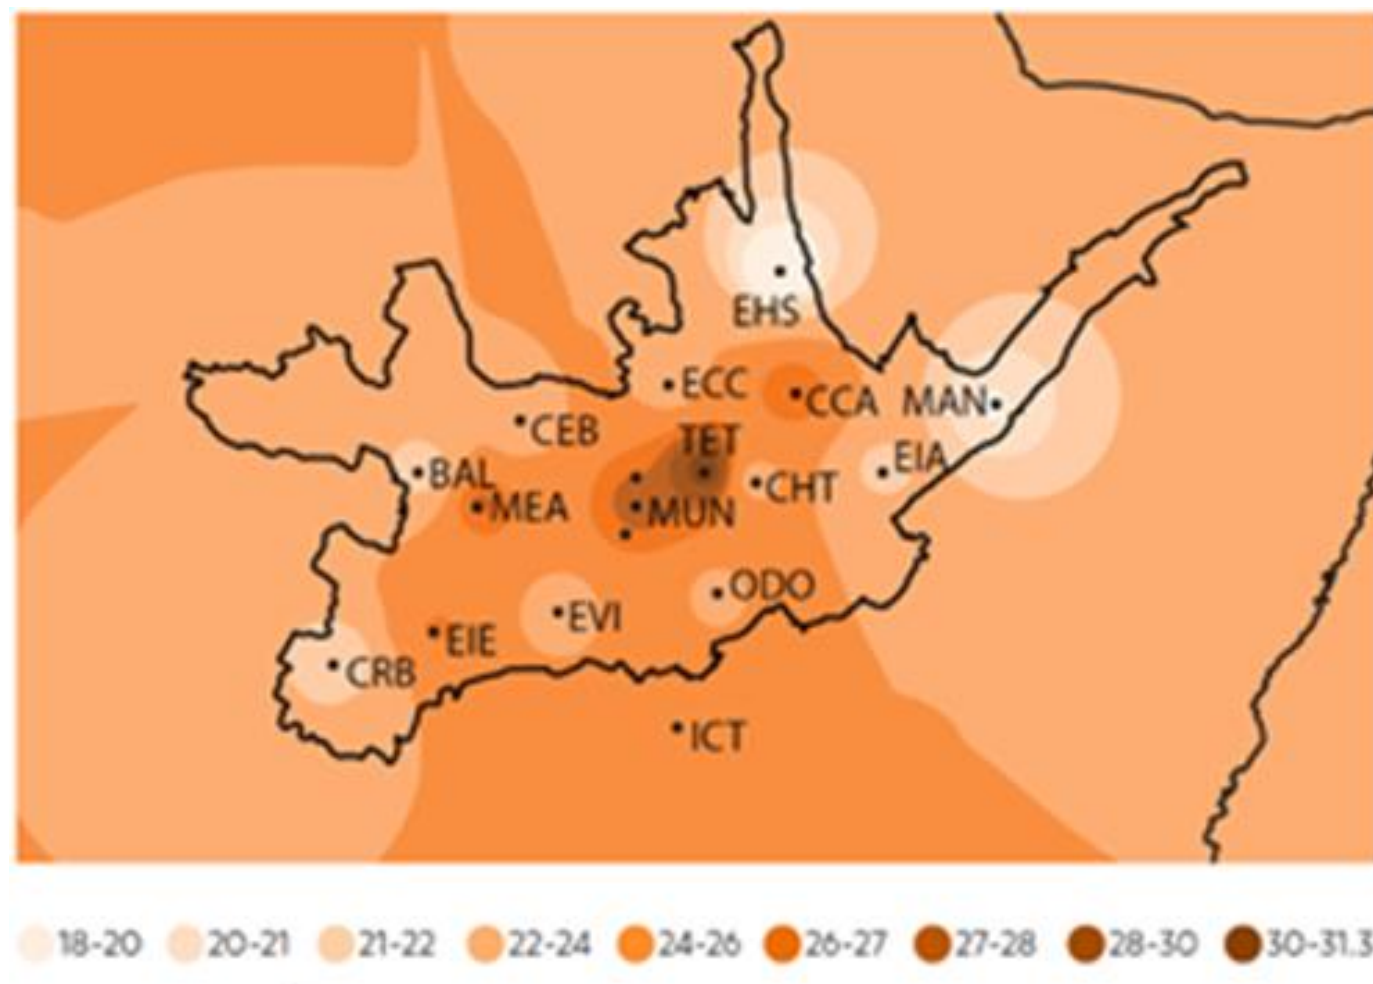 EHS
ECC
CCA MAN
CEB
TET
EIA
BAL
CHT
MEA
MUN
ODO
EVI
EIE
CRB
ICT
18-20 20-21 21-22 22-24 24-26 26-27 27-28 28-30 30-31.3